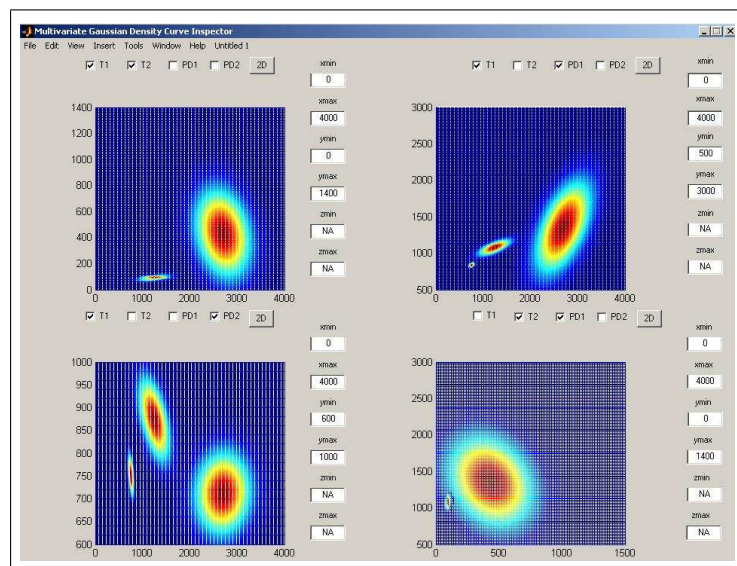 Multivariate Gaussian Density Curve Inspector
File Edit View Insert Tools Window Help Untitled 1
T1 T2 PD1 PD2 2D
xmin
0
xmax
4000
ymin
0
ymax
1400
zmin
NA
zmax
NA
1400
1200
1000
800
600
400
200
0
0 1000 2000 3000 4000
T1 T2 PD1 PD2 2D
xmin
0
xmax
4000
ymin
500
ymax
3000
zmin
NA
zmax
NA
3000
2500
2000
1500
1000
500
0 1000 2000 3000 4000
T1 T2 PD1 PD2 2D
xmin
0
xmax
4000
ymin
600
ymax
1000
zmin
NA
zmax
NA
1000
950
900
850
800
750
700
650
600
0 1000 2000 3000 4000
T1 T2 PD1 PD2 2D
xmin
0
xmax
4000
ymin
0
ymax
1400
zmin
NA
zmax
NA
3000
2500
2000
1500
1000
500
0 500 1000 1500